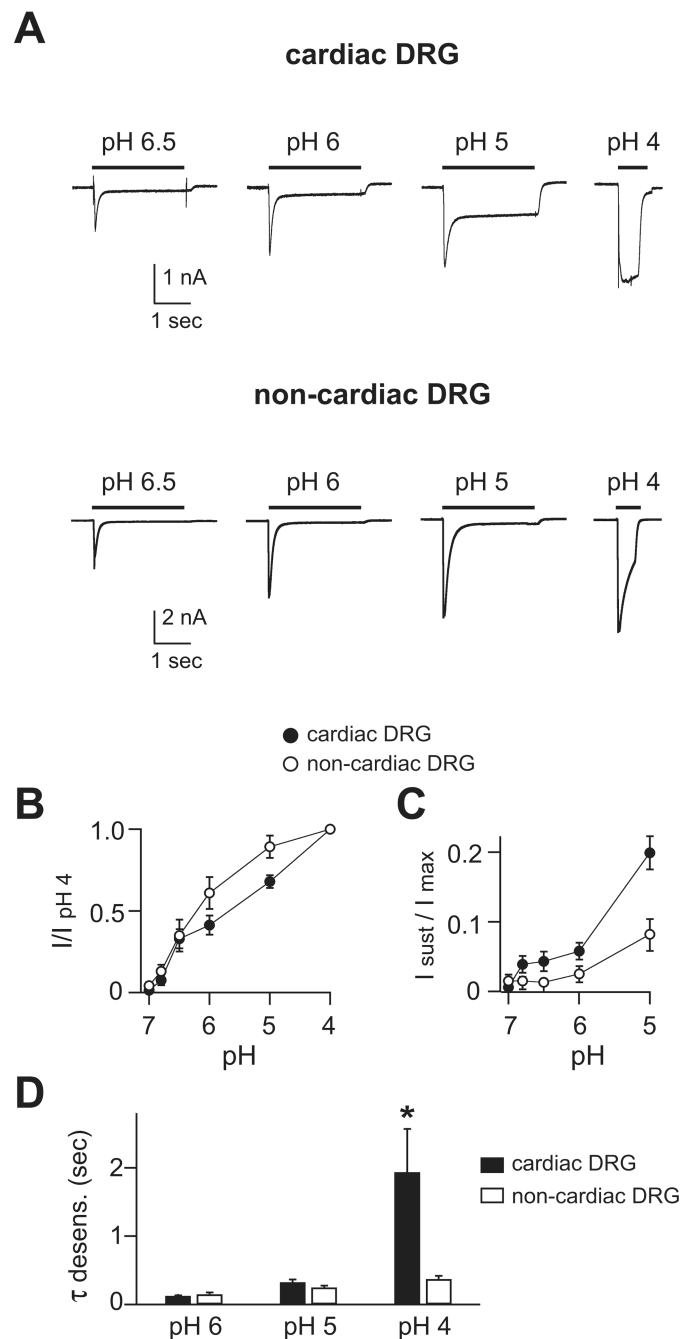 A
cardiac DRG
pH 6.5 pH 6 pH 5 pH 4
1 nA
1 sec
non-cardiac DRG
pH 6.5 pH 6 pH 5 pH 4
2 nA
1 sec
cardiac DRG
non-cardiac DRG
B
I/I pH 4
1.0
0.5
0
7 6 5 4
pH
C
I sust / I max
0.2
0.1
0
7 6 5
pH
D
τ desens. (sec)
2
1
0
*
pH 6 pH 5 pH 4
cardiac DRG
non-cardiac DRG